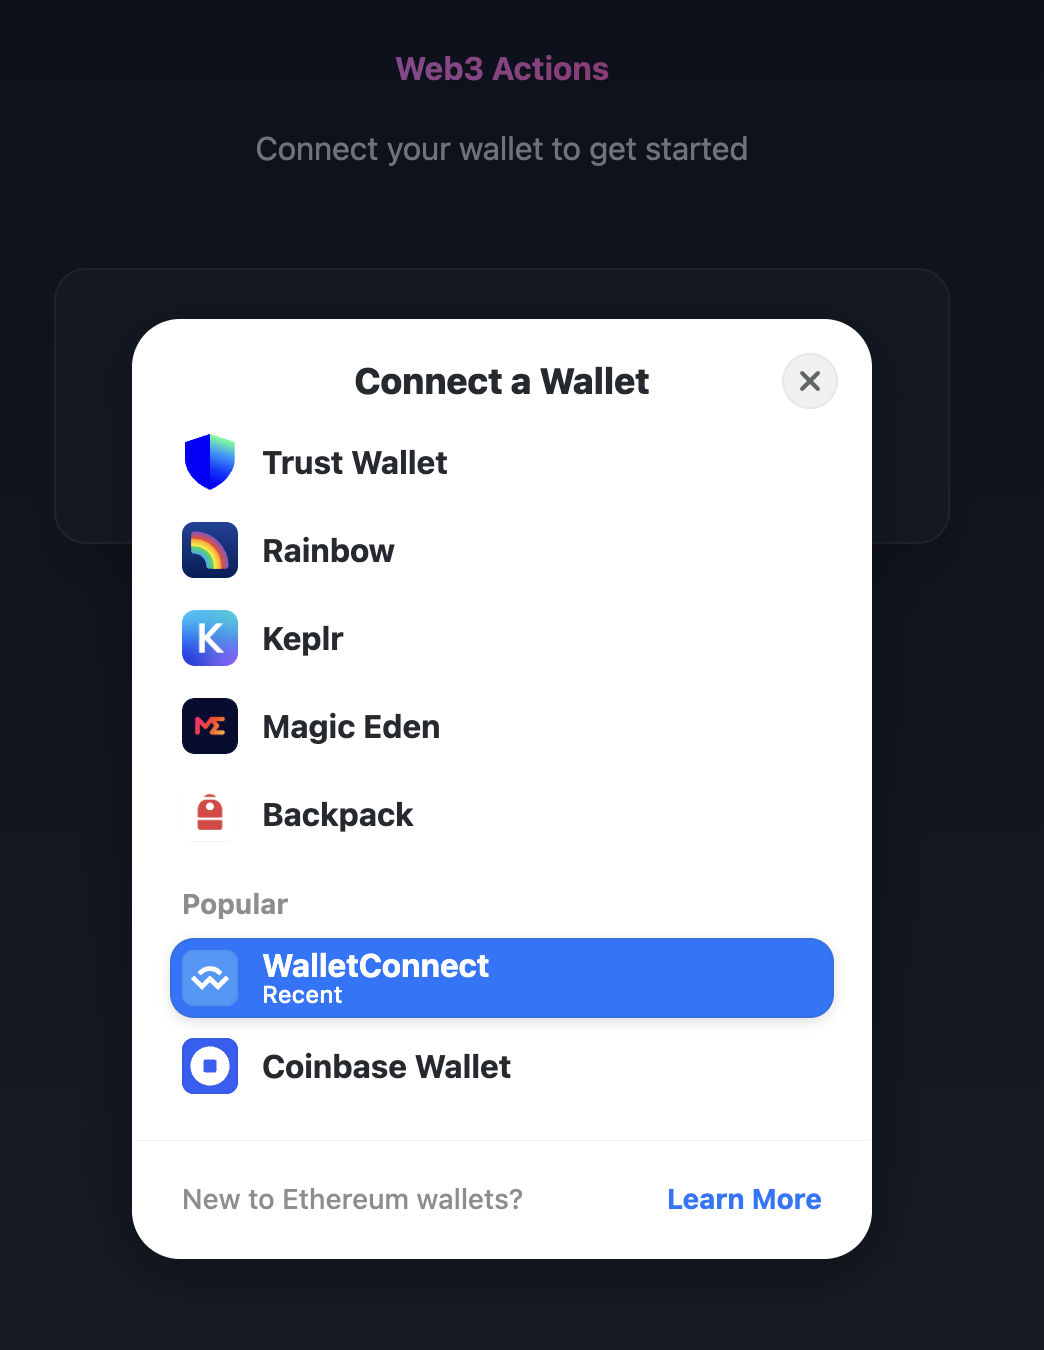 Web3 Actions
Connect your wallet to get started
Connect a Wallet
Trust Wallet
Rainbow
K
Keplr
ME
Magic Eden
Backpack
Popular
WalletConnect
Recent
Coinbase Wallet
New to Ethereum wallets?
Learn More